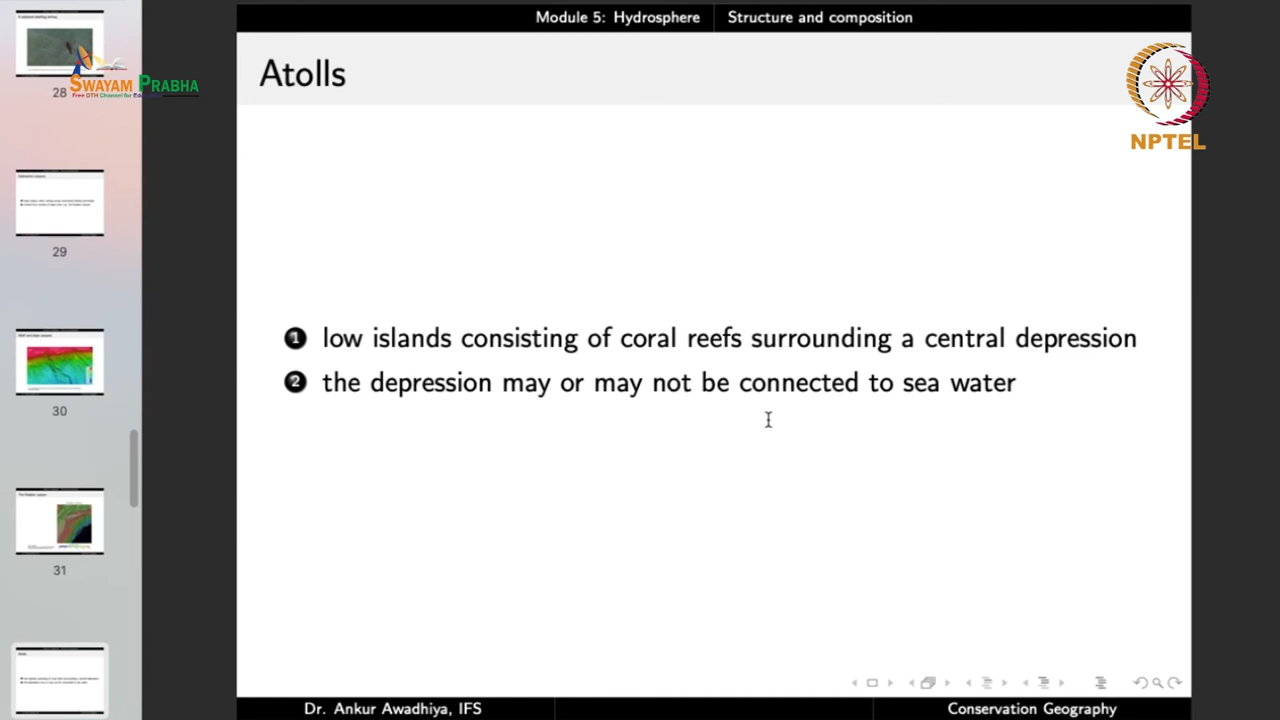 Module 5: Hydrosphere
Structure and composition
Atolls
SWAYAM PRABHA
NPTEL
28
29
30
31
1 low islands consisting of coral reefs surrounding a central depression
2 the depression may or may not be connected to sea water
Dr. Ankur Awadhiya, IFS
Conservation Geography